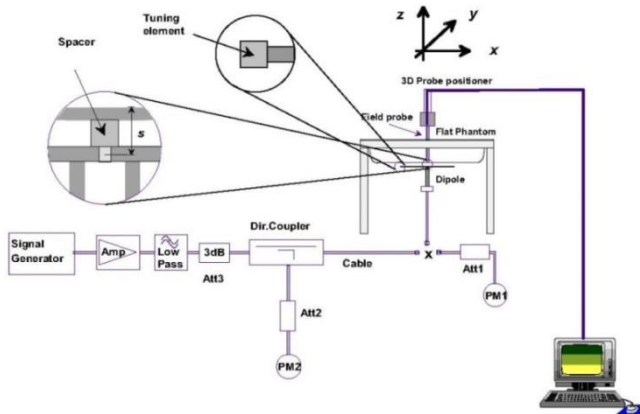 Tuning
element
Spacer
s
z
y
x
3D Probe positioner
Field probe
Flat Phantom
Dipole
Signal
Generator
Amp
Low
Pass
3dB
Att3
Dir.Coupler
Cable
x
Att1
PM1
Att2
PM2